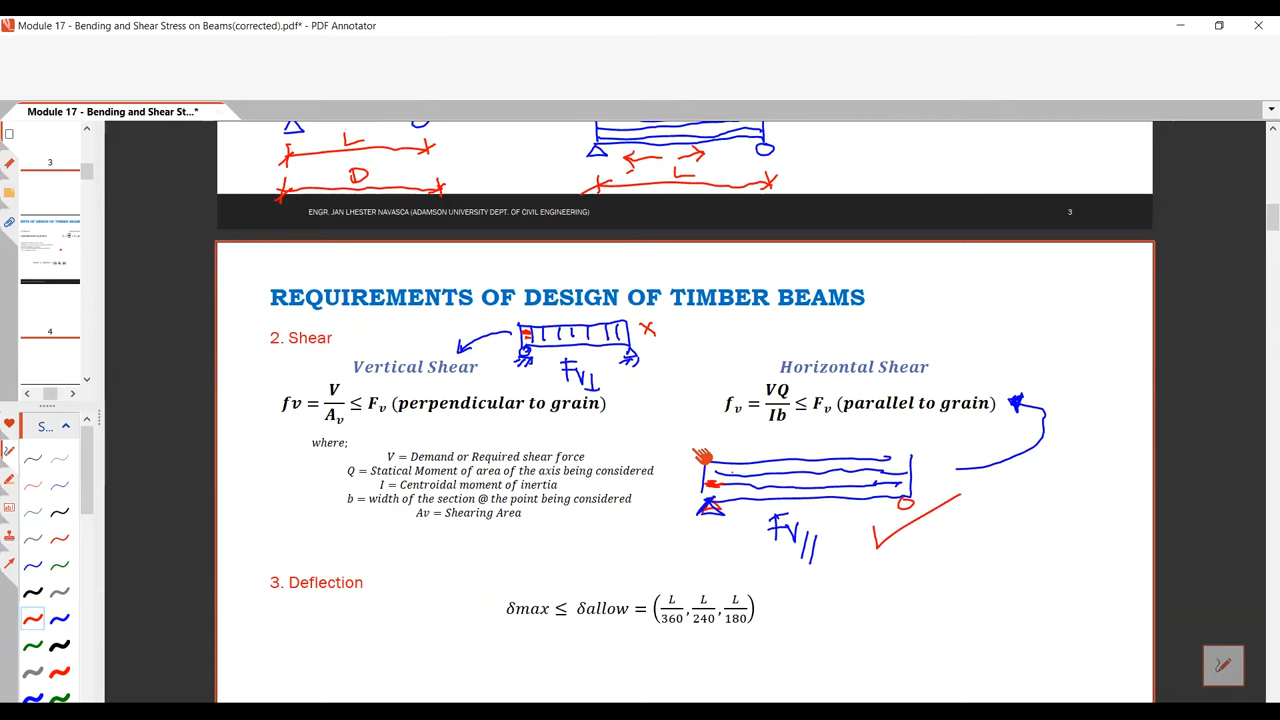 Module 17 - Bending and Shear Stress on Beams(corrected).pdf* - PDF Annotator
Module 17 - Bending and Shear St...*
3
4
S...
L
D
L
ENGR. JAN LHESTER NAVASCA (ADAMSON UNIVERSITY DEPT. OF CIVIL ENGINEERING)
3
REQUIREMENTS OF DESIGN OF TIMBER BEAMS
2. Shear
x
Vertical Shear
Fv⊥
fv = V/Av ≤ Fv (perpendicular to grain)
where;
V = Demand or Required shear force
Q = Statical Moment of area of the axis being considered
I = Centroidal moment of inertia
b = width of the section @ the point being considered
Av = Shearing Area
Horizontal Shear
fv = VQ/Ib ≤ Fv (parallel to grain)
Fv//
3. Deflection
δmax ≤ δallow = (L/360, L/240, L/180)